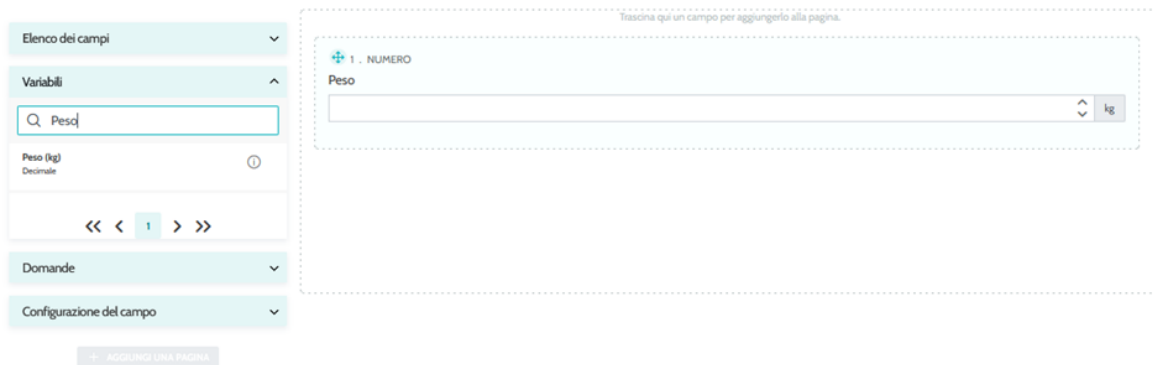 Elenco dei campi
Variabili
Peso
Peso (kg)
Decimale
1
Domande
Configurazione del campo
+ AGGIUNGI UNA PAGINA
Trascina qui un campo per aggiungerlo alla pagina.
1 . NUMERO
Peso
kg